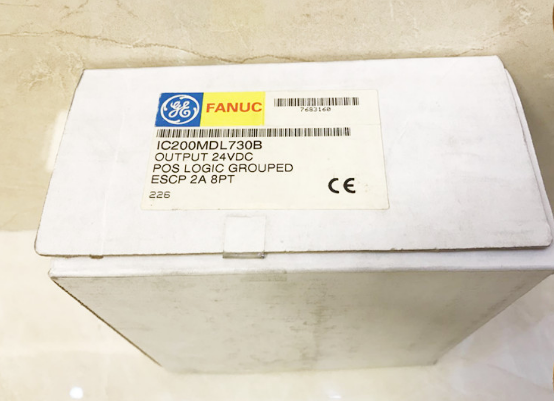 GE
FANUC
7683160
IC200MDL730B
OUTPUT 24VDC
POS LOGIC GROUPED
ESCP 2A 8PT
226
CE